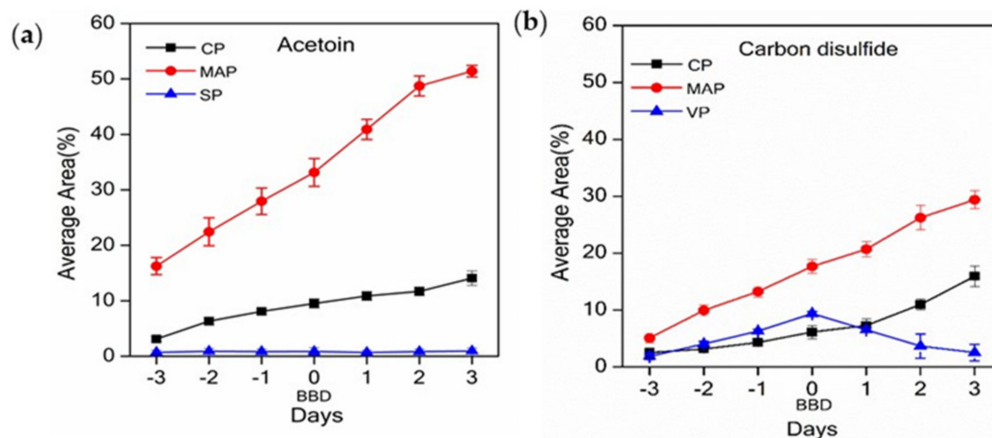 (a)
Acetoin
CP
MAP
SP
Average Area(%)
60
50
40
30
20
10
0
-3 -2 -1 0 1 2 3
BBD
Days
(b)
Carbon disulfide
CP
MAP
VP
Average Area(%)
60
50
40
30
20
10
0
-3 -2 -1 0 1 2 3
BBD
Days